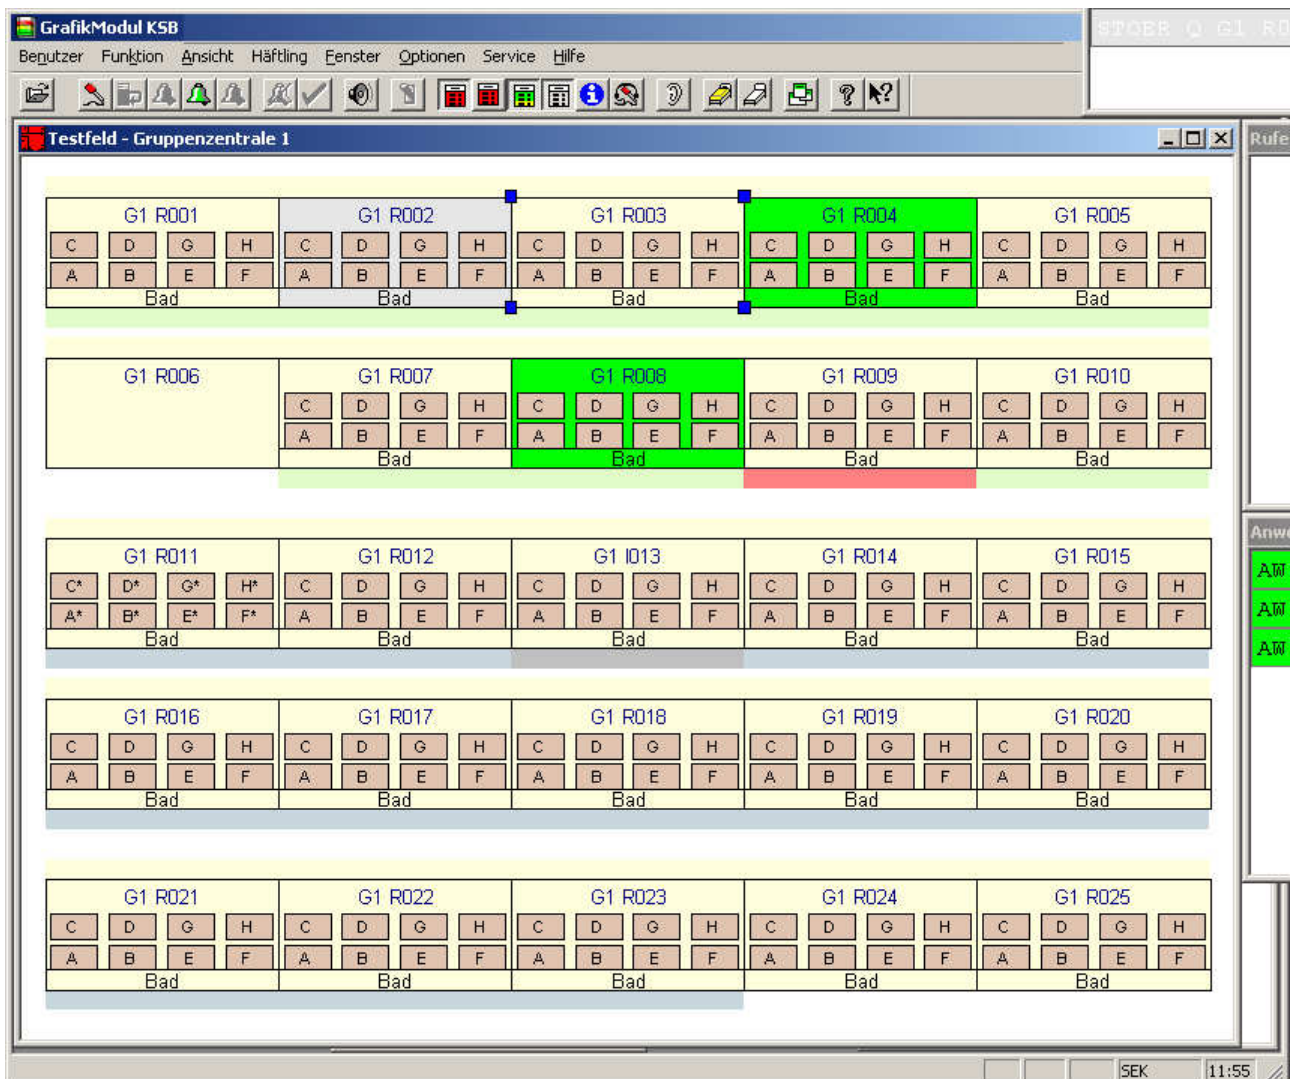 GrafikModul KSB
STOER Q G1 R0
Benutzer Funktion Ansicht Häftling Fenster Optionen Service Hilfe
Testfeld - Gruppenzentrale 1
Rufe
G1 R001 G1 R002 G1 R003 G1 R004 G1 R005
C D G H C D G H C D G H C D G H C D G H
A B E F A B E F A B E F A B E F A B E F
Bad Bad Bad Bad Bad
G1 R006 G1 R007 G1 R008 G1 R009 G1 R010
C D G H C D G H C D G H C D G H
A B E F A B E F A B E F A B E F
Bad Bad Bad Bad
Anwe
AW
AW
AW
G1 R011 G1 R012 G1 I013 G1 R014 G1 R015
C* D* G* H* C D G H C D G H C D G H C D G H
A* B* E* F* A B E F A B E F A B E F A B E F
Bad Bad Bad Bad Bad
G1 R016 G1 R017 G1 R018 G1 R019 G1 R020
C D G H C D G H C D G H C D G H C D G H
A B E F A B E F A B E F A B E F A B E F
Bad Bad Bad Bad Bad
G1 R021 G1 R022 G1 R023 G1 R024 G1 R025
C D G H C D G H C D G H C D G H C D G H
A B E F A B E F A B E F A B E F A B E F
Bad Bad Bad Bad Bad
SEK 11:55